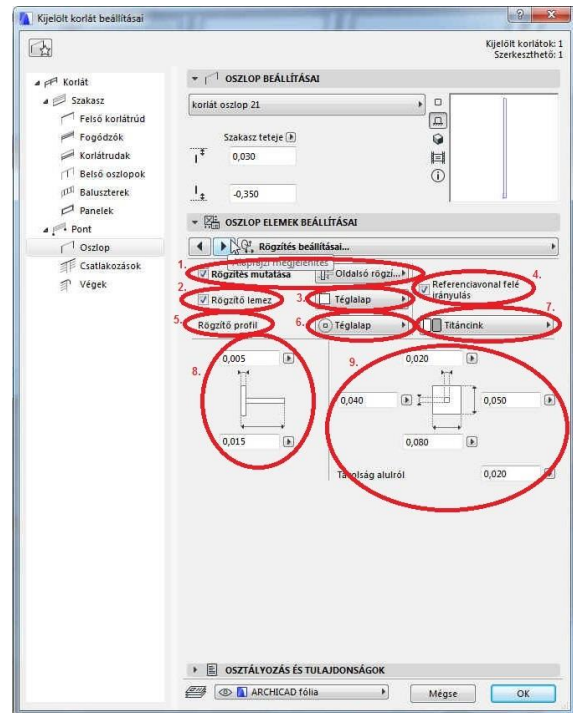 Kijelölt korlát beállításai
Kijelölt korlátok: 1
Szerkeszthető: 1
Korlát
Szakasz
Felső korlátrúd
Fogódzók
Korlátrudak
Belső oszlopok
Baluszterek
Panelek
Pont
Oszlop
Csatlakozások
Végek
OSZLOP BEÁLLÍTÁSAI
korlát oszlop 21
Szakasz teteje
0,030
-0,350
OSZLOP ELEMEK BEÁLLÍTÁSAI
Rögzítés beállításai...
Alaprajzi megjelenítés
1. Rögzítés mutatása Oldalsó rögzí...
4. Referenciavonal felé irányulás
2. Rögzítő lemez 3. Téglalap
5. Rögzítő profil 6. Téglalap 7. Titáncink
8. 0,005
0,015
9. 0,020
0,040 0,050
0,080
Távolság alulról 0,020
OSZTÁLYOZÁS ÉS TULAJDONSÁGOK
ARCHICAD fólia
Mégse OK